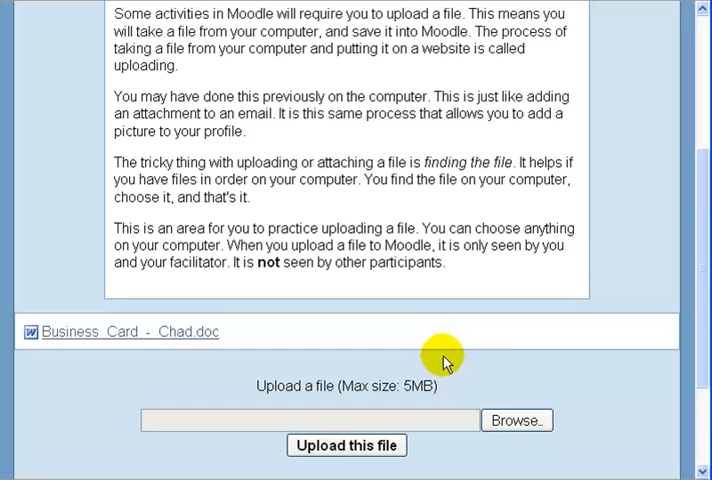 Some activities in Moodle will require you to upload a file. This means you
will take a file from your computer, and save it into Moodle. The process of
taking a file from your computer and putting it on a website is called
uploading.
You may have done this previously on the computer. This is just like adding
an attachment to an email. It is this same process that allows you to add a
picture to your profile.
The tricky thing with uploading or attaching a file is finding the file. It helps if
you have files in order on your computer. You find the file on your computer,
choose it, and that's it.
This is an area for you to practice uploading a file. You can choose anything
on your computer. When you upload a file to Moodle, it is only seen by you
and your facilitator. It is not seen by other participants.
Business_Card_-_Chad.doc
Upload a file (Max size: 5MB)
Browse...
Upload this file